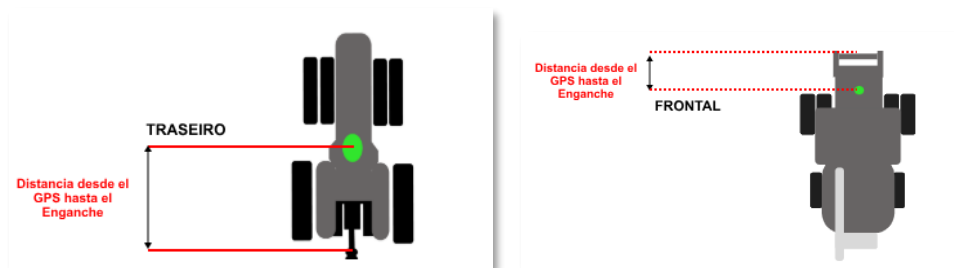 TRASEIRO
Distancia desde el
GPS hasta el
Enganche
Distancia desde el
GPS hasta el
Enganche
FRONTAL